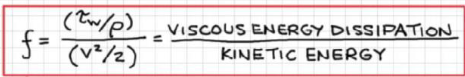 f = (τw/ρ) / (V²/2) = VISCOUS ENERGY DISSIPATION / KINETIC ENERGY